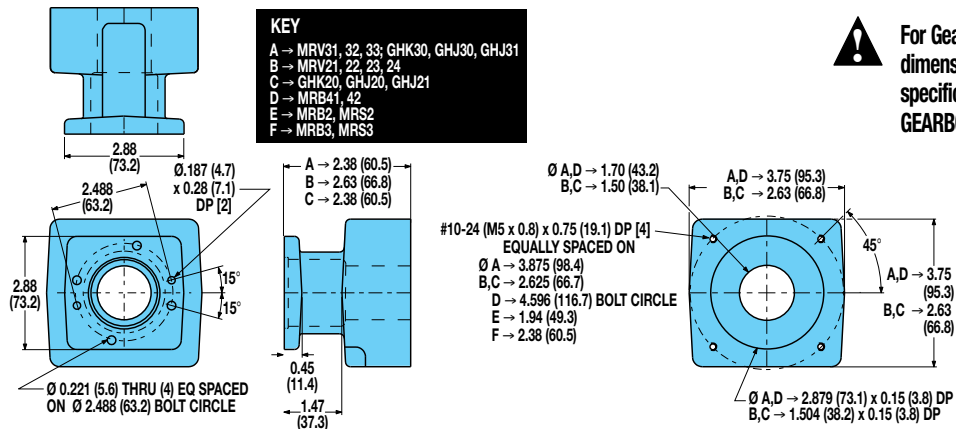 KEY
A → MRV31, 32, 33; GHK30, GHJ30, GHJ31
B → MRV21, 22, 23, 24
C → GHK20, GHJ20, GHJ21
D → MRB41, 42
E → MRB2, MRS2
F → MRB3, MRS3
!
For Gea
dimens
specific
GEARBO
2.88
(73.2)
2.488
(63.2)
Ø.187 (4.7)
x 0.28 (7.1)
DP [2]
2.88
(73.2)
15°
15°
Ø 0.221 (5.6) THRU (4) EQ SPACED
ON Ø 2.488 (63.2) BOLT CIRCLE
A → 2.38 (60.5)
B → 2.63 (66.8)
C → 2.38 (60.5)
0.45
(11.4)
1.47
(37.3)
Ø A,D → 1.70 (43.2)
B,C → 1.50 (38.1)
#10-24 (M5 x 0.8) x 0.75 (19.1) DP [4]
EQUALLY SPACED ON
Ø A → 3.875 (98.4)
B,C → 2.625 (66.7)
D → 4.596 (116.7) BOLT CIRCLE
E → 1.94 (49.3)
F → 2.38 (60.5)
A,D → 3.75 (95.3)
B,C → 2.63 (66.8)
45°
A,D → 3.75
(95.3)
B,C → 2.63
(66.8)
Ø A,D → 2.879 (73.1) x 0.15 (3.8) DP
B,C → 1.504 (38.2) x 0.15 (3.8) DP